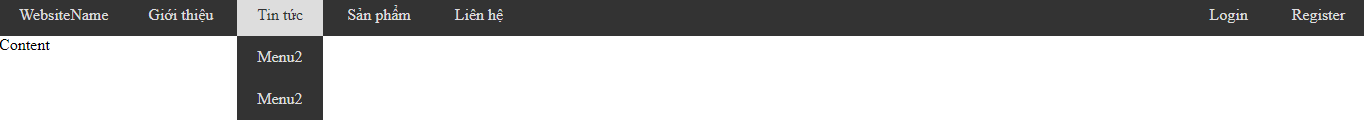 WebsiteName Giới thiệu Tin tức Sản phẩm Liên hệ Login Register
Content
Menu2
Menu2